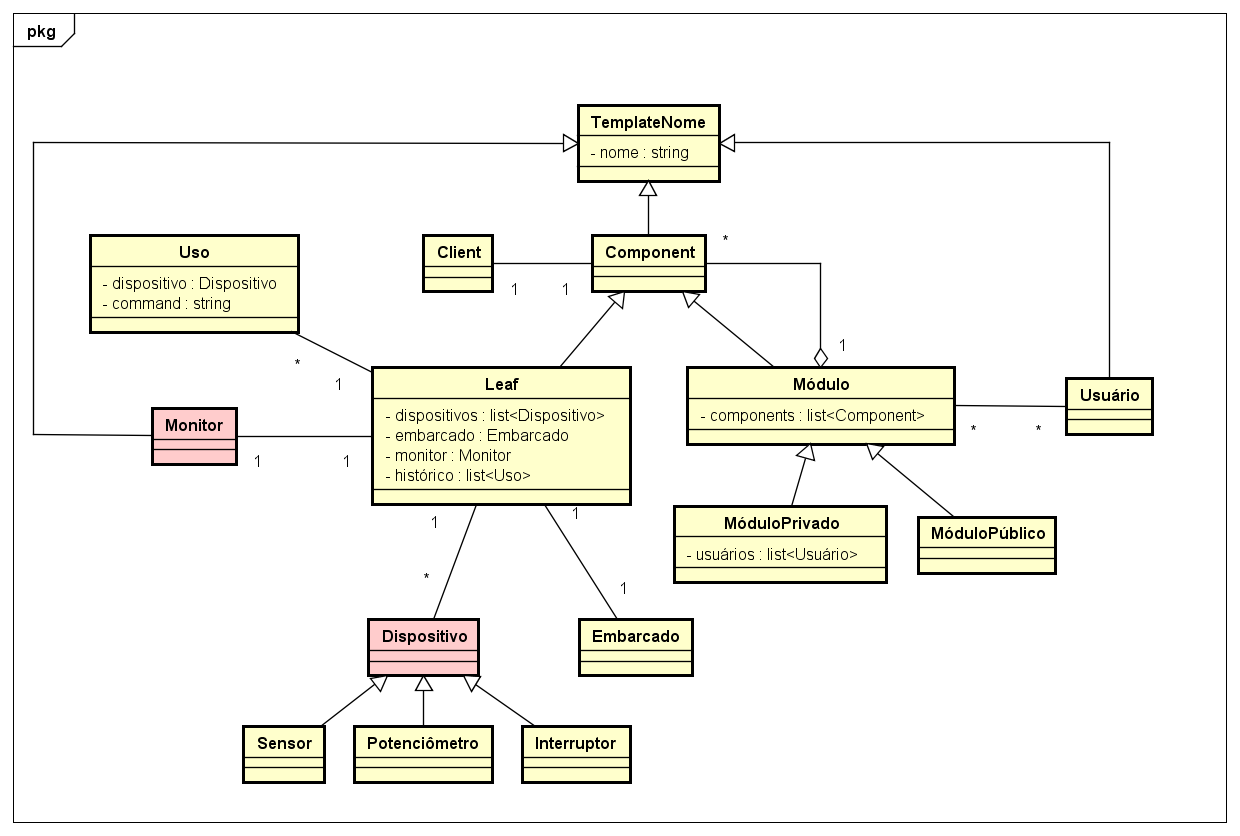 pkg
TemplateNome
- nome : string
Uso
- dispositivo : Dispositivo
- command : string
Client
Component
*
1
1
1
*
1
Leaf
- dispositivos : list<Dispositivo>
- embarcado : Embarcado
- monitor : Monitor
- histórico : list<Uso>
Módulo
- components : list<Component>
Usuário
*
*
Monitor
1
1
MóduloPrivado
- usuários : list<Usuário>
MóduloPúblico
1
1
*
1
Dispositivo
Embarcado
Sensor
Potenciômetro
Interruptor